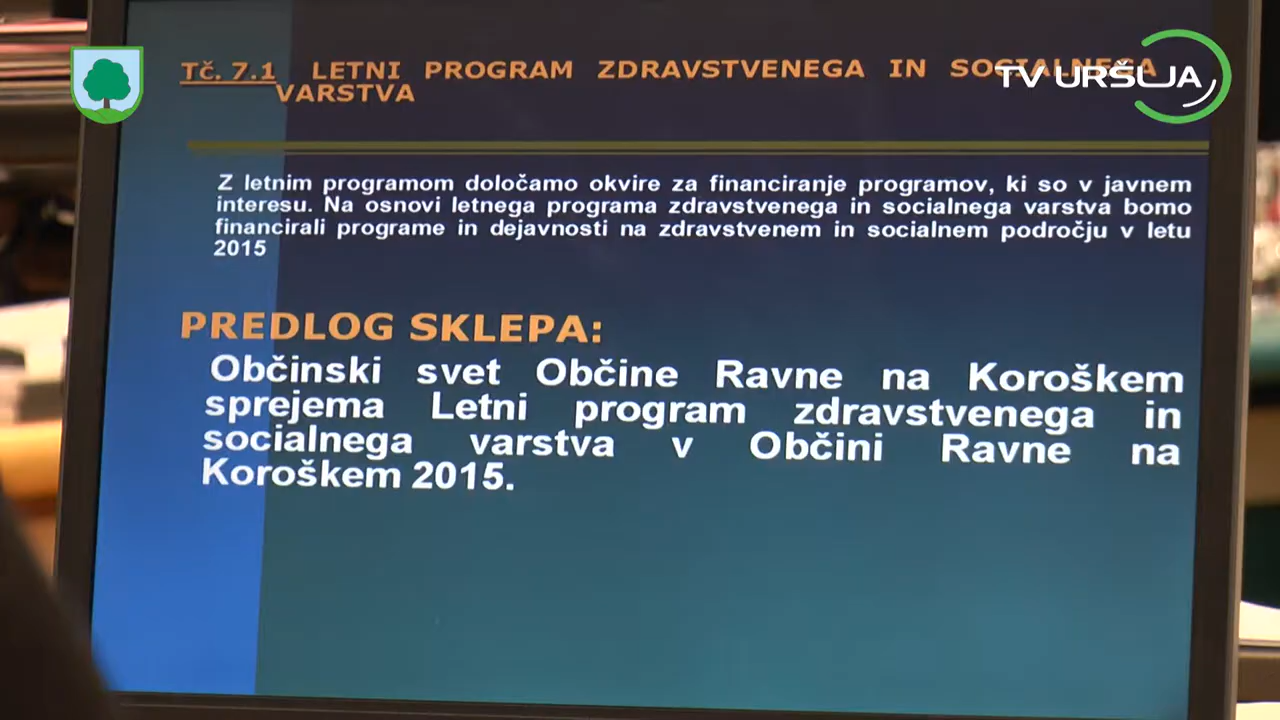 Tč. 7.1 LETNI PROGRAM ZDRAVSTVENEGA IN SOCIALNEGA
VARSTVA
TV URŠLJA
Z letnim programom določamo okvire za financiranje programov, ki so v javnem
interesu. Na osnovi letnega programa zdravstvenega in socialnega varstva bomo
financirali programe in dejavnosti na zdravstvenem in socialnem področju v letu
2015
PREDLOG SKLEPA:
Občinski svet Občine Ravne na Koroškem
sprejema Letni program zdravstvenega in
socialnega varstva v Občini Ravne na
Koroškem 2015.